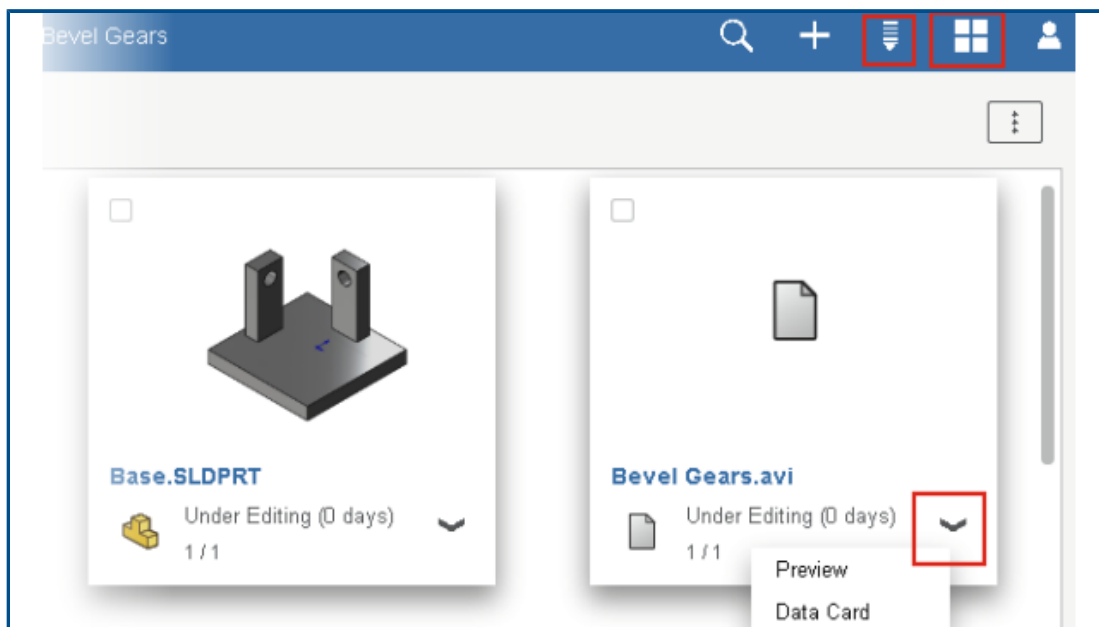 Bevel Gears
Base.SLDPRT
Under Editing (0 days)
1 / 1
Bevel Gears.avi
Under Editing (0 days)
1 / 1
Preview
Data Card